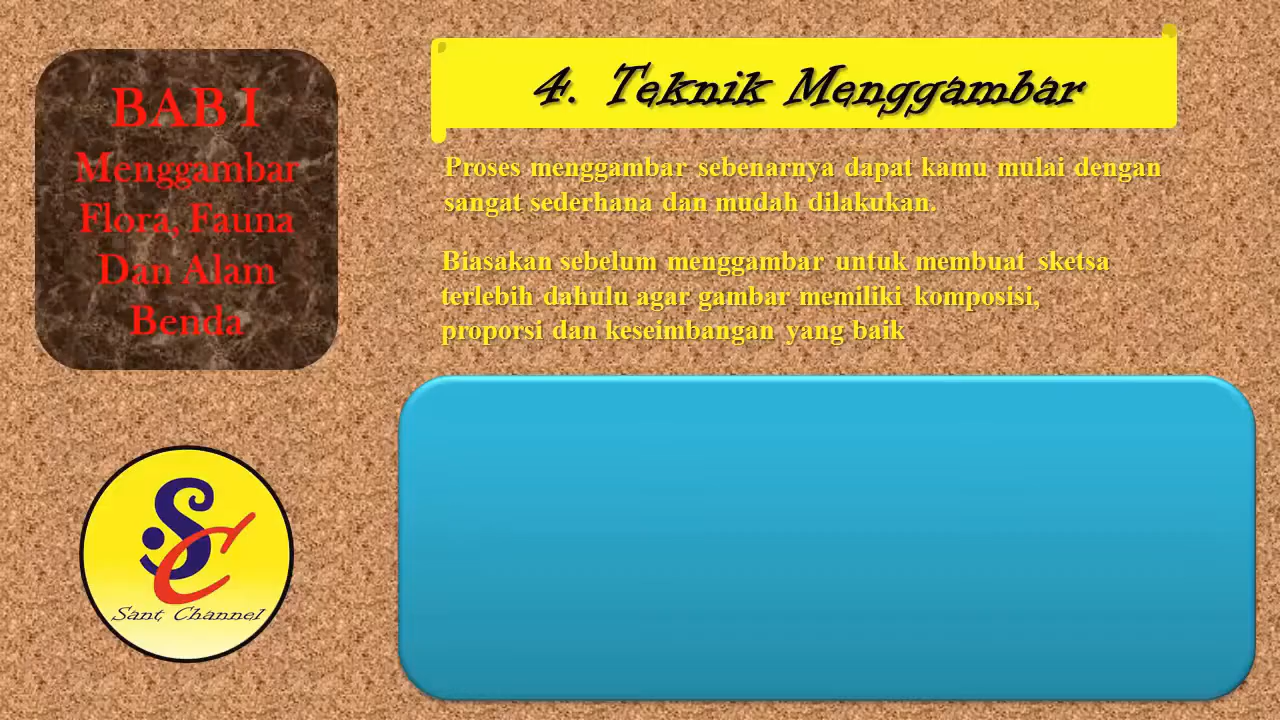 BAB I
Menggambar
Flora, Fauna
Dan Alam
Benda
4. Teknik Menggambar
Proses menggambar sebenarnya dapat kamu mulai dengan
sangat sederhana dan mudah dilakukan.
Biasakan sebelum menggambar untuk membuat sketsa
terlebih dahulu agar gambar memiliki komposisi,
proporsi dan keseimbangan yang baik
SC
Sant Channel